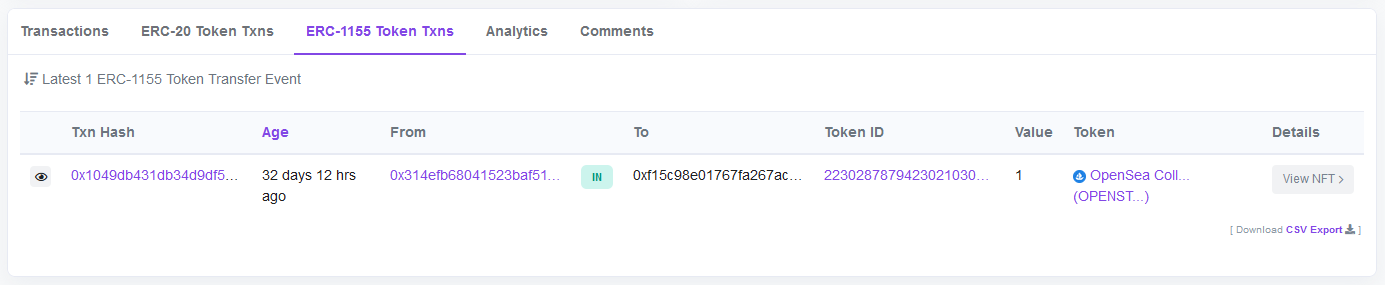 Transactions ERC-20 Token Txns ERC-1155 Token Txns Analytics Comments
Latest 1 ERC-1155 Token Transfer Event
Txn Hash Age From To Token ID Value Token Details
0x1049db431db34d9df5... 32 days 12 hrs 0x314efb68041523baf51... IN 0xf15c98e01767fa267ac... 2230287879423021030... 1 OpenSea Coll... View NFT >
ago (OPENST...)
[ Download CSV Export ]